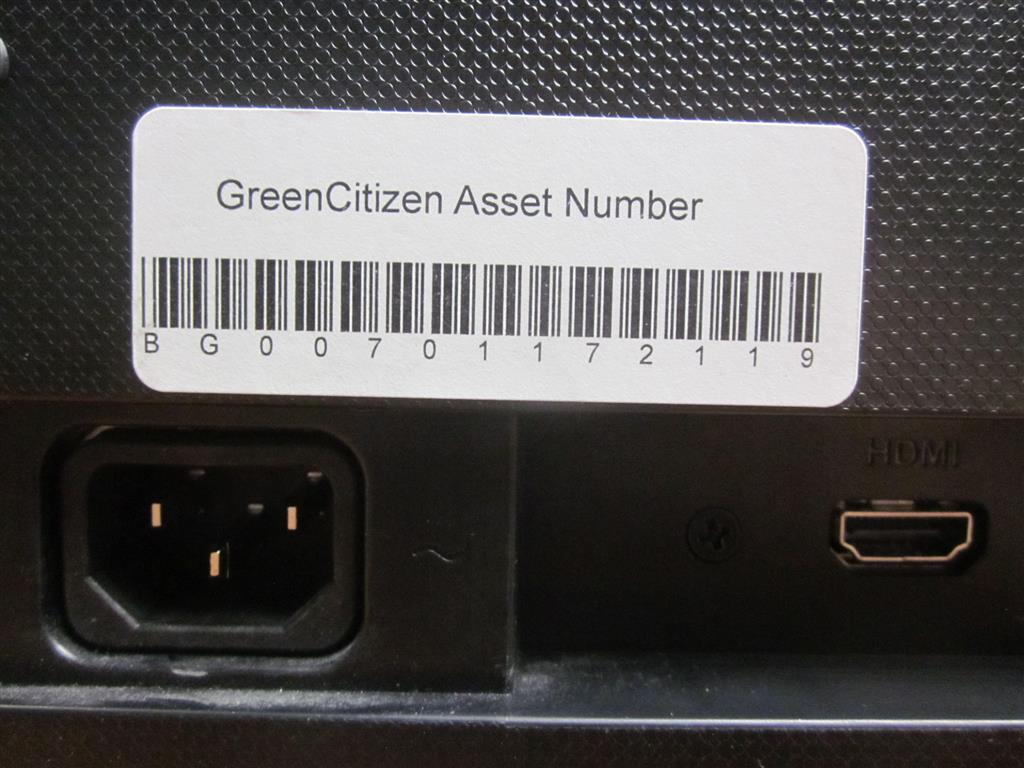 GreenCitizen Asset Number
B G 0 0 7 0 1 1 7 2 1 1 9
HDMI